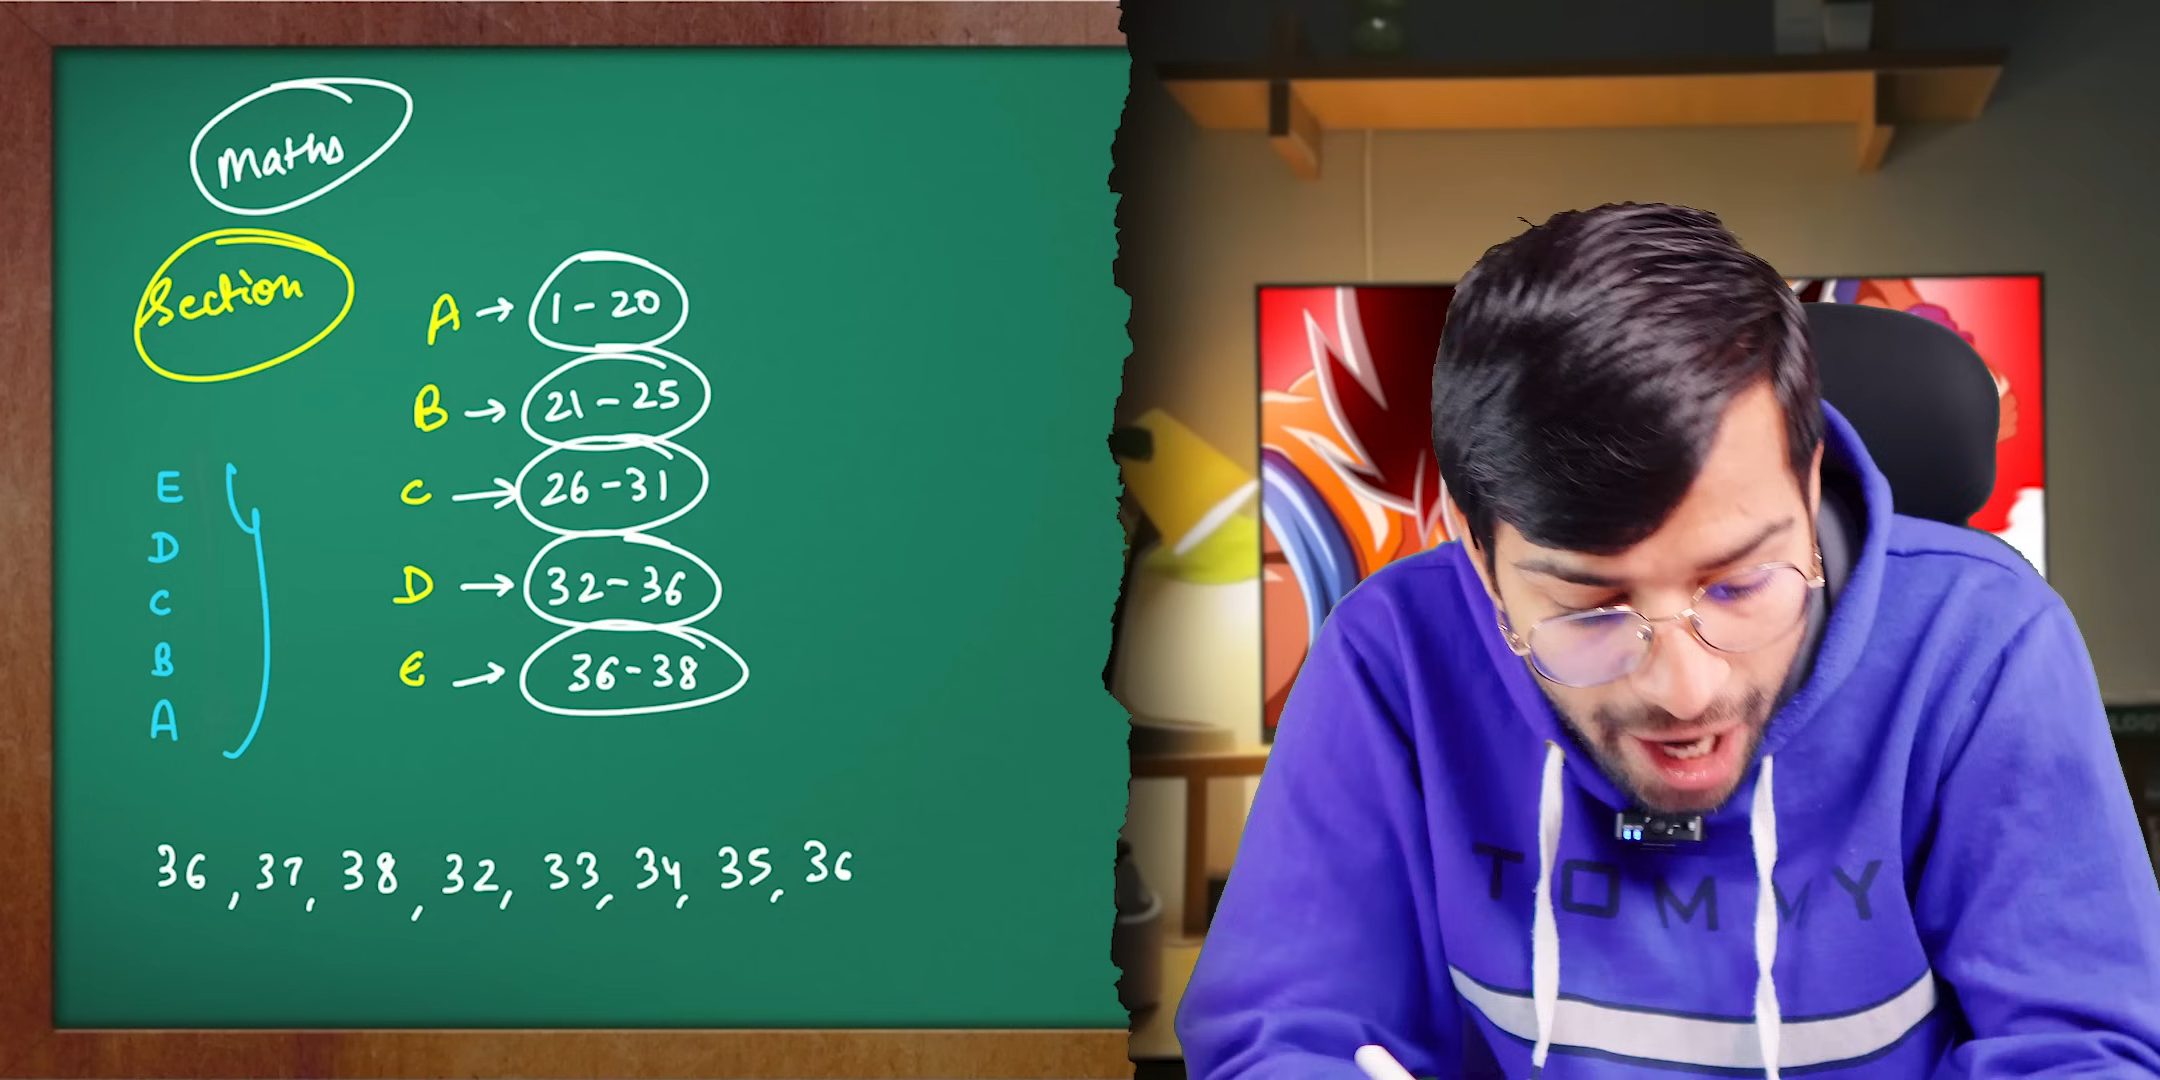 Maths
Section
A → 1 - 20
B → 21 - 25
C → 26 - 31
D → 32 - 36
E → 36 - 38
E
D
C
B
A
36, 37, 38, 32, 33, 34, 35, 36
TOMMY